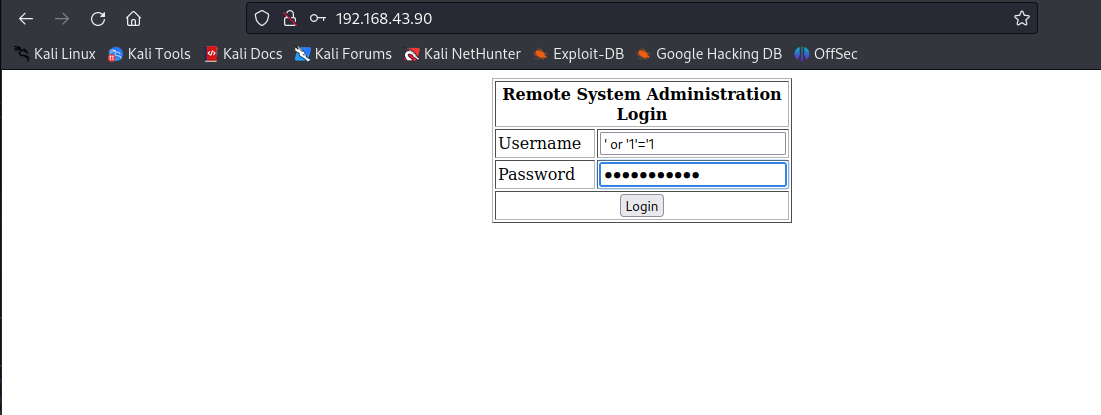 192.168.43.90
Kali Linux Kali Tools Kali Docs Kali Forums Kali NetHunter Exploit-DB Google Hacking DB OffSec
Remote System Administration
Login
Username ' or '1'='1
Password ●●●●●●●●●●●
Login